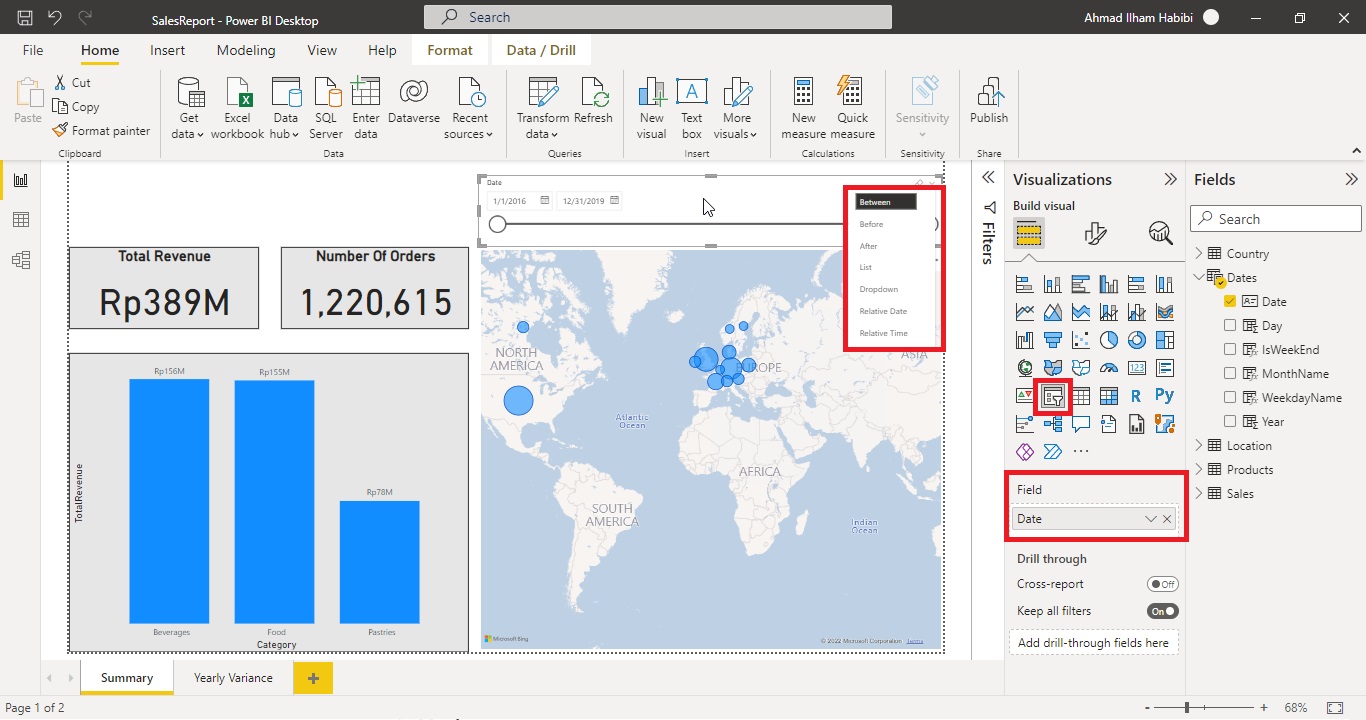 SalesReport - Power BI Desktop
Search
Ahmad Ilham Habibi
File
Home
Insert
Modeling
View
Help
Format
Data / Drill
Paste
Cut
Copy
Format painter
Clipboard
Get
data
Excel
workbook
Data
hub
SQL
Server
Enter
data
Dataverse
Recent
sources
Data
Transform
data
Refresh
Queries
New
visual
Text
box
More
visuals
Insert
New
measure
Quick
measure
Calculations
Sensitivity
Sensitivity
Publish
Share
Date
1/1/2016
12/31/2019
Between
Before
After
List
Dropdown
Relative Date
Relative Time
Total Revenue
Rp389M
Number Of Orders
1,220,615
TotalRevenue
Rp156M
Rp155M
Rp78M
Beverages
Food
Pastries
Category
NORTH
AMERICA
EUROPE
ASIA
Atlantic
Ocean
AFRICA
SOUTH
AMERICA
Indian
Ocean
Microsoft Bing
© 2022 Microsoft Corporation Terms
Filters
Visualizations
Build visual
123
R
Py
Field
Date
Drill through
Cross-report
Off
Keep all filters
On
Add drill-through fields here
Fields
Search
Country
Dates
Date
Day
IsWeekEnd
MonthName
WeekdayName
Year
Location
Products
Sales
Summary
Yearly Variance
Page 1 of 2
68%